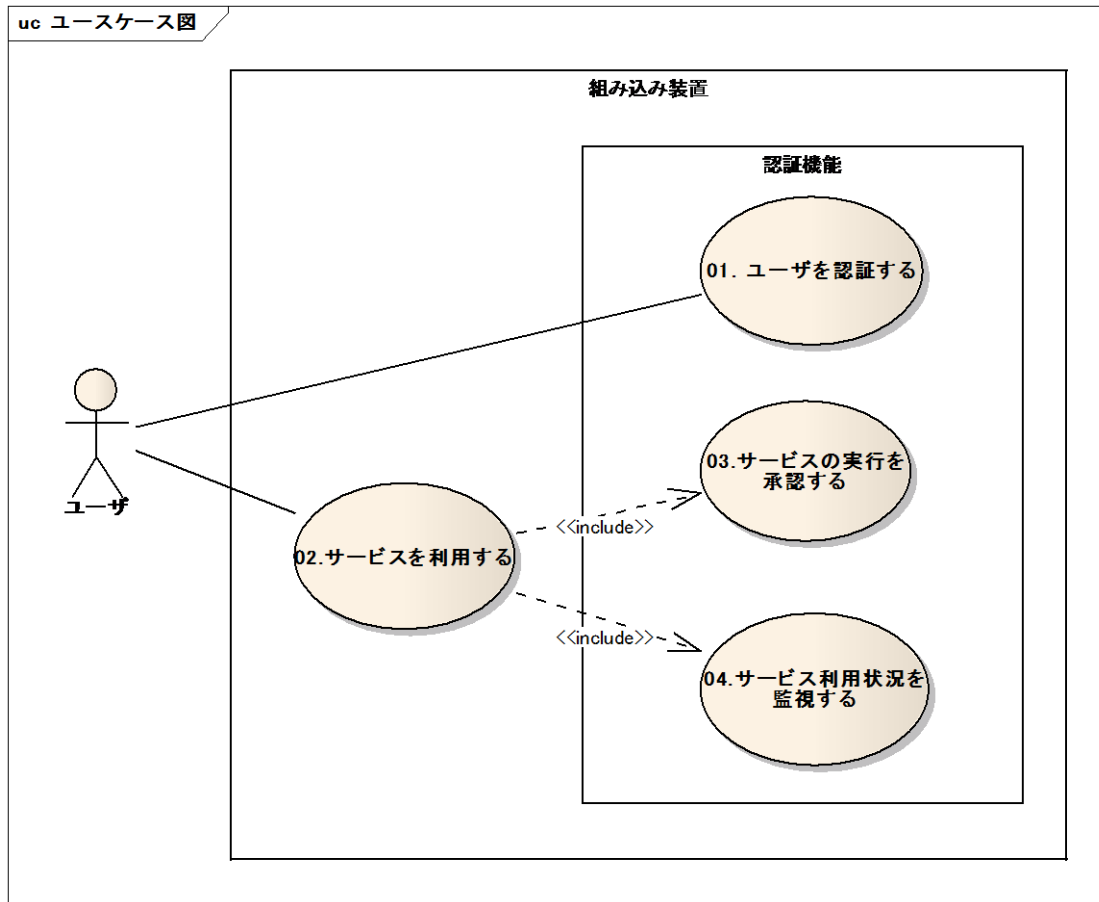 uc ユースケース図
組み込み装置
認証機能
01. ユーザを認証する
03.サービスの実行を
承認する
ユーザ
<<include>>
02.サービスを利用する
<<include>>
04.サービス利用状況を
監視する